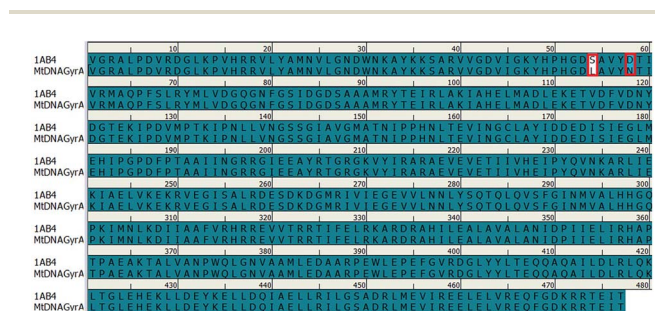 10 20 30 40 50 60
1AB4 VGRALPDVRDGLKPVHRRVLYAMNVLGNDWNKAYKKSARVVGDVIGKYHPHGDSAVYDTI
MtDNAGyrA VGRALPDVRDGLKPVHRRVLYAMNVLGNDWNKAYKKSARVVGDVIGKYHPHGDLAVYNTI
70 80 90 100 110 120
1AB4 VRMAQPFSLRYMLVDGQGNFGSIDGDSAAAMRYTEIRLAKIAHELMADLEKETVDFVDNY
MtDNAGyrA VRMAQPFSLRYMLVDGQGNFGSIDGDSAAAMRYTEIRLAKIAHELMADLEKETVDFVDNY
130 140 150 160 170 180
1AB4 DGTEKIPDVMPTKIPNLLVNGSSGIAVGMATNIPPHNLTEVINGCLAYIDDEDISIEGLM
MtDNAGyrA DGTEKIPDVMPTKIPNLLVNGSSGIAVGMATNIPPHNLTEVINGCLAYIDDEDISIEGLM
190 200 210 220 230 240
1AB4 EHIPGPDFPTAAIINGRRGIEEAYRTGRGKVYIRARAEVEVETIIVHEIPYQVNKARLIE
MtDNAGyrA EHIPGPDFPTAAIINGRRGIEEAYRTGRGKVYIRARAEVEVETIIVHEIPYQVNKARLIE
250 260 270 280 290 300
1AB4 KIAELVKEKRVEGISALRDESDKDGMRIVIEGEVVLNNLYSQTQLQVSFGINMVALHHGQ
MtDNAGyrA KIAELVKEKRVEGISALRDESDKDGMRIVIEGEVVLNNLYSQTQLQVSFGINMVALHHGQ
310 320 330 340 350 360
1AB4 PKIMNLKDIIAAFVRHRREVVTRRTIFELRKARDRAHILEALAVALANIDPIIELIRHAP
MtDNAGyrA PKIMNLKDIIAAFVRHRREVVTRRTIFELRKARDRAHILEALAVALANIDPIIELIRHAP
370 380 390 400 410 420
1AB4 TPAEAKTALVANPWQLGNVAAMLEDAARPEWLEPEFGVRDGLYYLTEQQAQAILDLRLQK
MtDNAGyrA TPAEAKTALVANPWQLGNVAAMLEDAARPEWLEPEFGVRDGLYYLTEQQAQAILDLRLQK
430 440 450 460 470 480
1AB4 LTGLEHEKLLDEYKELLDQIAELLRILGSADRLMEVIREELELVREQFGDKRRTEIT
MtDNAGyrA LTGLEHEKLLDEYKELLDQIAELLRILGSADRLMEVIREELELVREQFGDKRRTEIT